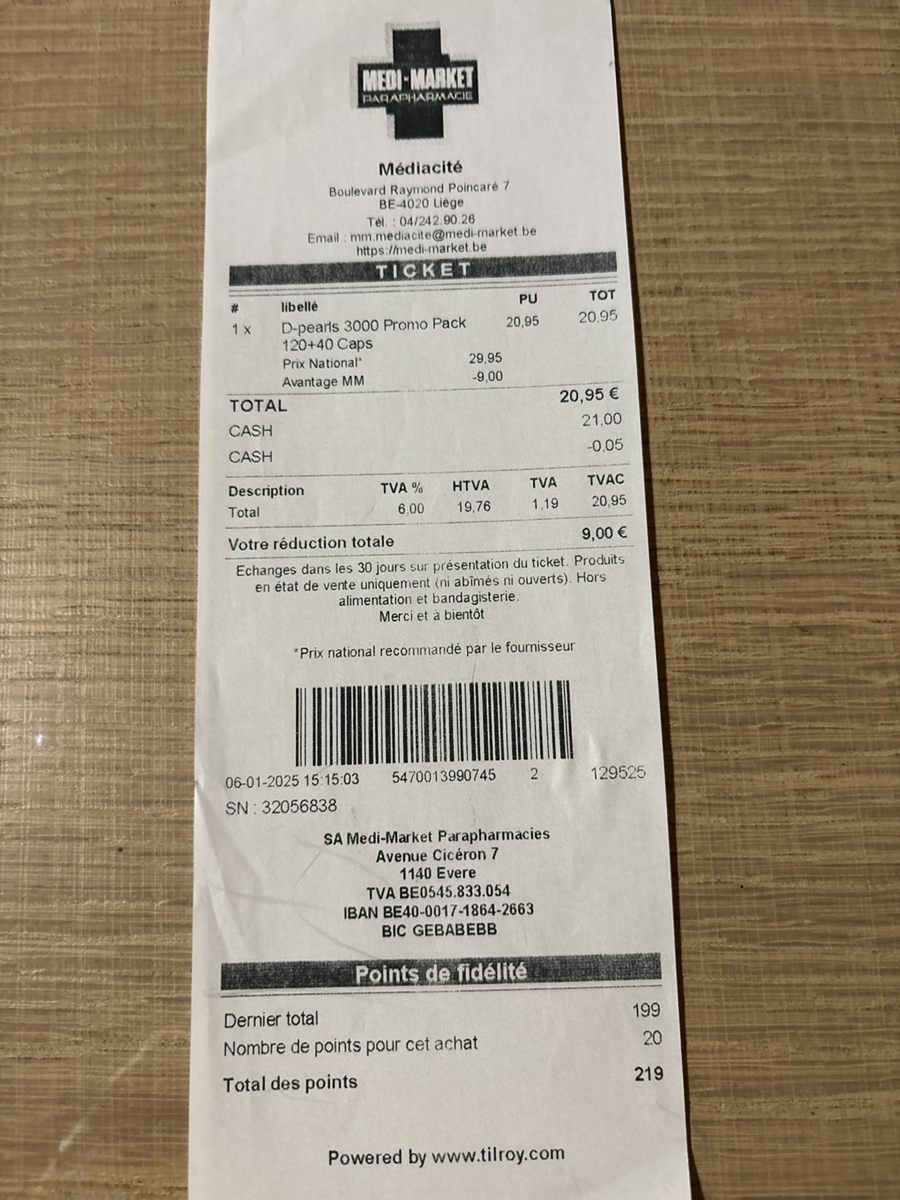 MEDI-MARKET
PARAPHARMACIE
Médiacité
Boulevard Raymond Poincaré 7
BE-4020 Liège
Tél. : 04/242.90.26
Email : mm.mediacite@medi-market.be
https://medi-market.be
TICKET
# libellé PU TOT
1 x D-pearls 3000 Promo Pack 20,95 20,95
120+40 Caps
Prix National* 29,95
Avantage MM -9,00
TOTAL 20,95 €
CASH 21,00
CASH -0,05
Description TVA % HTVA TVA TVAC
Total 6,00 19,76 1,19 20,95
Votre réduction totale 9,00 €
Echanges dans les 30 jours sur présentation du ticket. Produits
en état de vente uniquement (ni abîmés ni ouverts). Hors
alimentation et bandagisterie.
Merci et à bientôt
*Prix national recommandé par le fournisseur
06-01-2025 15:15:03 5470013990745 2 129525
SN : 32056838
SA Medi-Market Parapharmacies
Avenue Cicéron 7
1140 Evere
TVA BE0545.833.054
IBAN BE40-0017-1864-2663
BIC GEBABEBB
Points de fidélité
Dernier total 199
Nombre de points pour cet achat 20
Total des points 219
Powered by www.tilroy.com